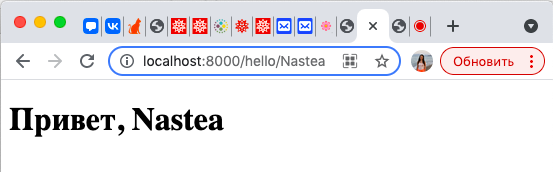 localhost:8000/hello/Nastea
Обновить
Привет, Nastea